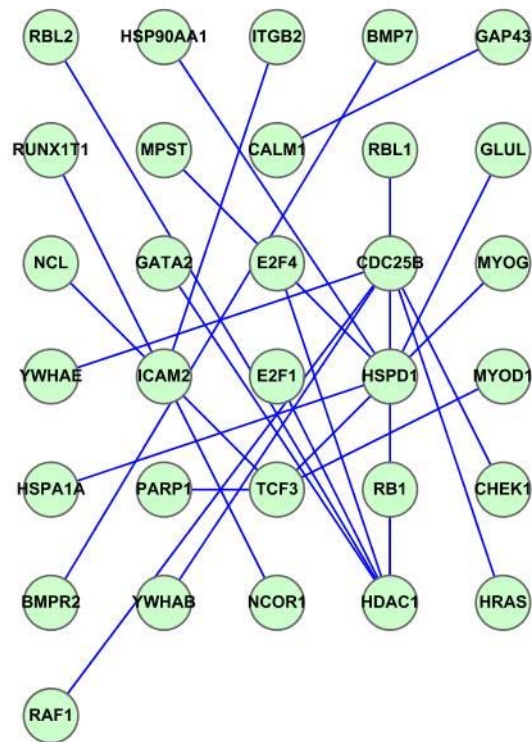 RBL2 HSP90AA1 ITGB2 BMP7 GAP43
RUNX1T1 MPST CALM1 RBL1 GLUL
NCL GATA2 E2F4 CDC25B MYOG
YWHAE ICAM2 E2F1 HSPD1 MYOD1
HSPA1A PARP1 TCF3 RB1 CHEK1
BMPR2 YWHAB NCOR1 HDAC1 HRAS
RAF1